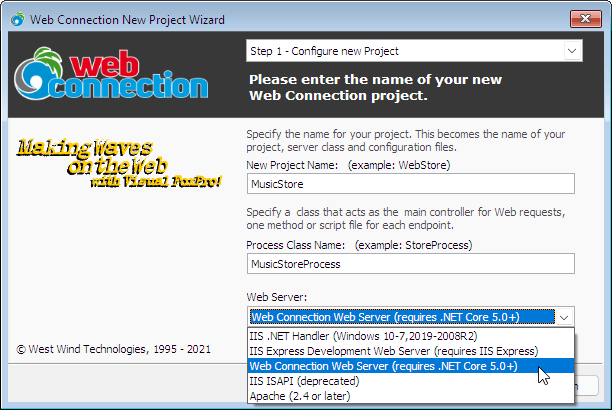 Web Connection New Project Wizard
web
connection
Step 1 - Configure new Project
Please enter the name of your new
Web Connection project.
Making Waves
on the Web
with Visual FoxPro!
Specify the name for your project. This becomes the name of your
project, server class and configuration files.
New Project Name: (example: WebStore)
MusicStore
Specify a class that acts as the main controller for Web requests,
one method or script file for each endpoint.
Process Class Name: (example: StoreProcess)
MusicStoreProcess
Web Server:
Web Connection Web Server (requires .NET Core 5.0+)
IIS .NET Handler (Windows 10-7,2019-2008R2)
IIS Express Development Web Server (requires IIS Express)
Web Connection Web Server (requires .NET Core 5.0+)
IIS ISAPI (deprecated)
Apache (2.4 or later)
© West Wind Technologies, 1995 - 2021